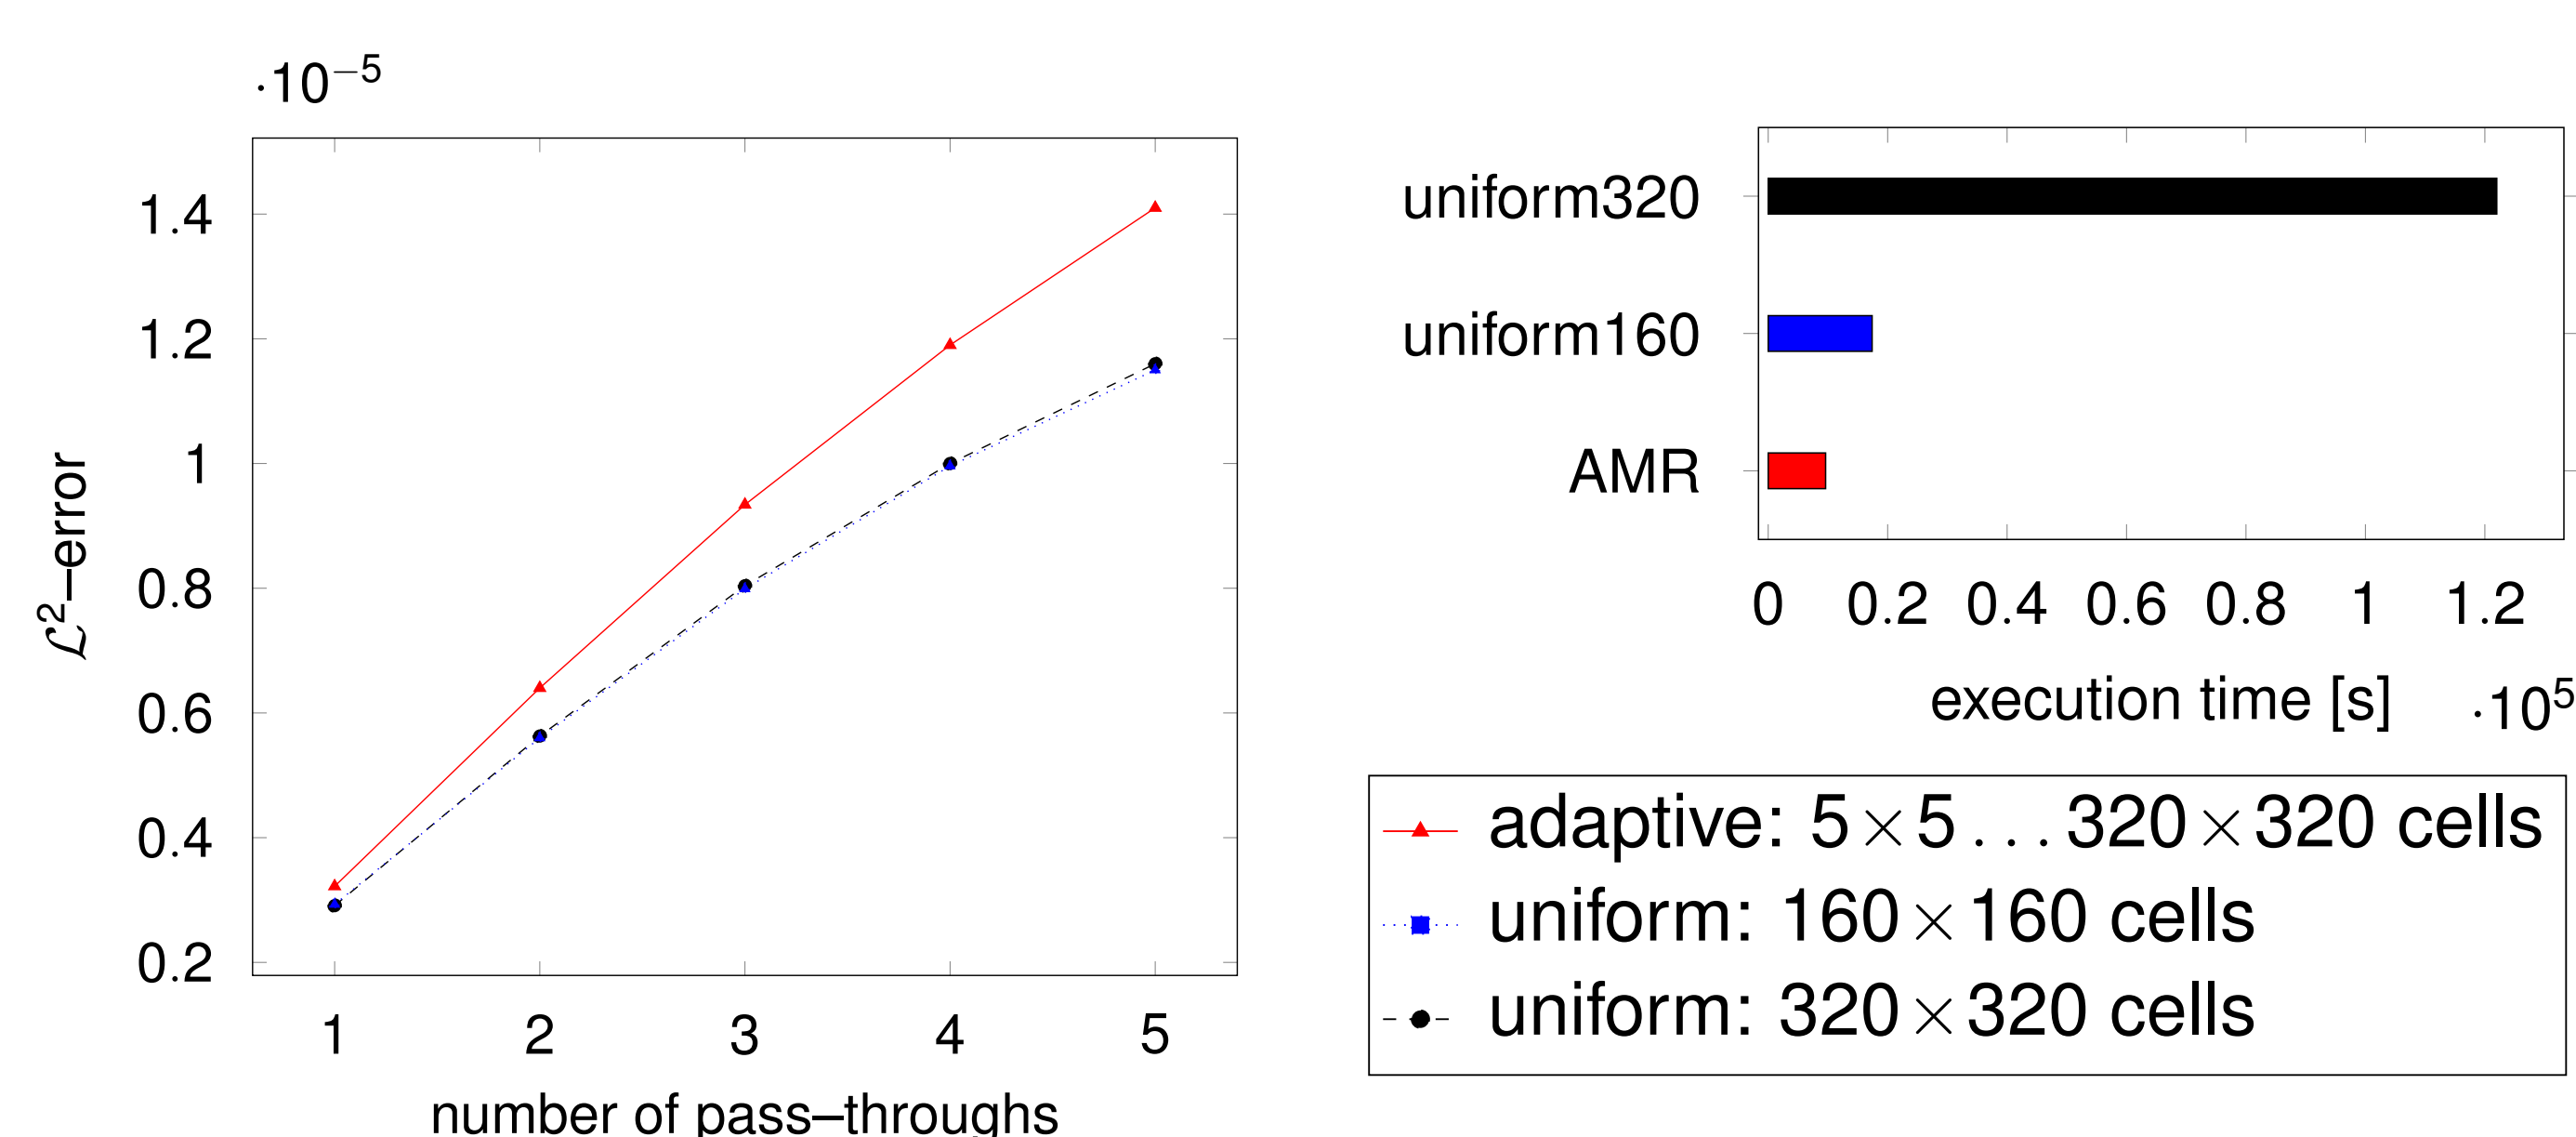 ·10⁻⁵
1.4
1.2
1
0.8
0.6
0.4
0.2
ℒ²–error
1 2 3 4 5
number of pass–throughs
uniform320
uniform160
AMR
0 0.2 0.4 0.6 0.8 1 1.2
execution time [s] ·10⁵
adaptive: 5×5…320×320 cells
uniform: 160×160 cells
uniform: 320×320 cells